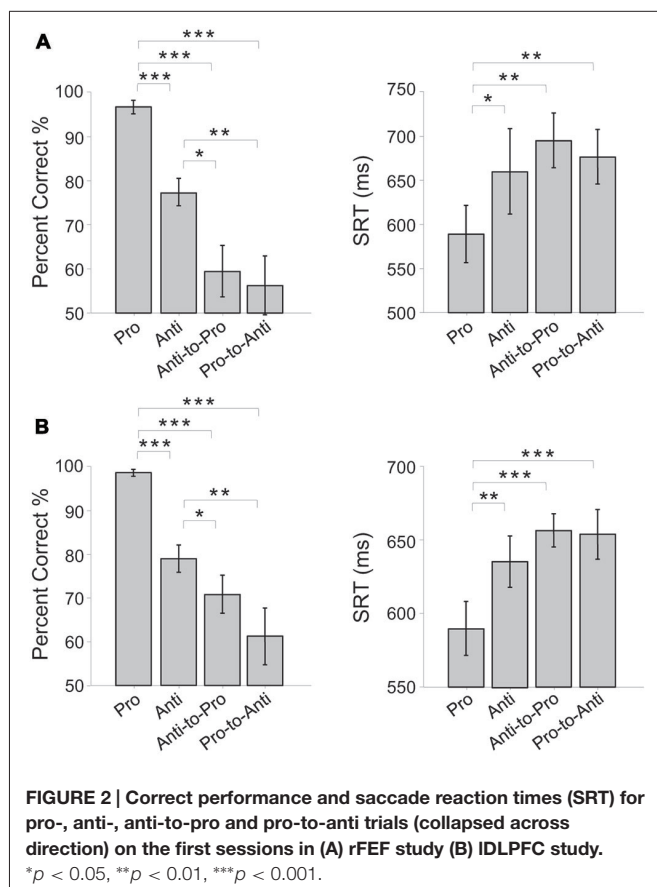 A
***
***
***
**
*
100
90
80
70
60
50
Percent Correct %
Pro
Anti
Anti-to-Pro
Pro-to-Anti
**
**
*
750
700
650
600
550
500
SRT (ms)
Pro
Anti
Anti-to-Pro
Pro-to-Anti
B
***
***
***
**
*
100
90
80
70
60
50
Percent Correct %
Pro
Anti
Anti-to-Pro
Pro-to-Anti
***
***
**
700
650
600
550
SRT (ms)
Pro
Anti
Anti-to-Pro
Pro-to-Anti
FIGURE 2 | Correct performance and saccade reaction times (SRT) for
pro-, anti-, anti-to-pro and pro-to-anti trials (collapsed across
direction) on the first sessions in (A) rFEF study (B) lDLPFC study.
*p < 0.05, **p < 0.01, ***p < 0.001.